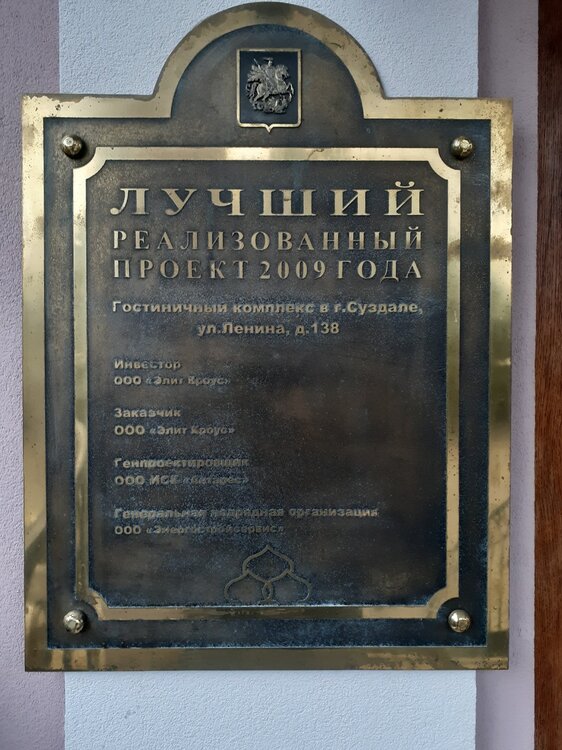 ЛУЧШИЙ
РЕАЛИЗОВАННЫЙ
ПРОЕКТ 2009 ГОДА
Гостиничный комплекс в г.Суздале,
ул.Ленина, д.138
Инвестор
ООО «Элит Кроус»
Заказчик
ООО «Элит Кроус»
Генпроектировщик
ООО ИСК
Генеральная подрядная организация
ООО «Энергостройсервис»